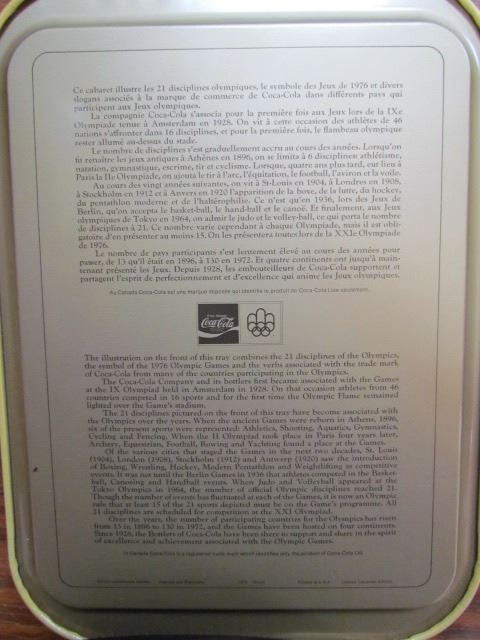 Ce cabaret illustre les 21 disciplines olympiques, le symbole des Jeux de 1976 et divers
slogans associés à la marque de commerce de Coca-Cola dans différents pays qui
participent aux Jeux olympiques.
La compagnie Coca-Cola s'associa pour la première fois aux Jeux lors de la IXe
Olympiade tenue à Amsterdam en 1928. On vit à cette occasion des athlètes de 46
nations s'affronter dans 16 disciplines, et pour la première fois, le flambeau olympique
rester allumé au-dessus du stade.
Le nombre de disciplines s'est graduellement accru au cours des années. Lorsqu'on
fit renaître les jeux antiques à Athènes en 1896, on se limita à 6 disciplines: athlétisme,
natation, gymnastique, escrime, tir et cyclisme. Lorsque, quatre ans plus tard, eut lieu à
Paris la IIe Olympiade, on ajouta le tir à l'arc, l'équitation, le football, l'aviron et la voile.
Au cours des vingt années suivantes, on vit à St-Louis en 1904, à Londres en 1908,
à Stockholm en 1912 et à Anvers en 1920 l'apparition de la boxe, de la lutte, du hockey,
du pentathlon moderne et de l'haltérophilie. Ce n'est qu'en 1936, lors des Jeux de
Berlin, qu'on accepta le basket-ball, le hand-ball et le canoë. Et finalement, aux Jeux
olympiques de Tokyo en 1964, on admit le judo et le volley-ball, ce qui porta le nombre
de disciplines à 21. Ce nombre varie cependant à chaque Olympiade, mais il est obli-
gatoire d'en présenter au moins 15. On les présentera toutes lors de la XXIe Olympiade
de 1976.
Le nombre de pays participants s'est lentement élevé au cours des années pour
passer, de 13 qu'il était en 1896, à 130 en 1972. Et quatre continents ont jusqu'à main-
tenant présenté les Jeux. Depuis 1928, les embouteilleurs de Coca-Cola supportent et
partagent l'esprit de perfectionnement et d'excellence qui anime les Jeux olympiques.
Au Canada Coca-Cola est une marque déposée qui identifie le produit de Coca-Cola Ltée seulement.
Coca-Cola
The illustration on the front of this tray combines the 21 disciplines of the Olympics,
the symbol of the 1976 Olympic Games and the verbs associated with the trade mark
of Coca-Cola from many of the countries participating in the Olympics.
The Coca-Cola Company and its bottlers first became associated with the Games
at the IX Olympiad held in Amsterdam in 1928. On that occasion athletes from 46
countries competed in 16 sports and for the first time the Olympic Flame remained
lighted over the Game's stadium.
The 21 disciplines pictured on the front of this tray have become associated with
the Olympics over the years. When the ancient Games were reborn in Athens, 1896,
six of the present sports were represented: Athletics, Shooting, Aquatics, Gymnastics,
Cycling and Fencing. When the II Olympiad took place in Paris four years later,
Archery, Equestrian, Football, Rowing and Yachting found a place at the Games.
Of the various cities that staged the Games in the next two decades, St. Louis
(1904), London (1908), Stockholm (1912) and Antwerp (1920) saw the introduction
of Boxing, Wrestling, Hockey, Modern Pentathlon and Weightlifting as competitive
events. It was not until the Berlin Games in 1936 that athletes competed in the Basket-
ball, Canoeing and Handball events. When Judo and Volleyball appeared at the
Tokyo Olympics in 1964, the number of official Olympic disciplines reached 21.
Though the number of events has fluctuated at each of the Games, it is now an Olympic
rule that at least 15 of the 21 sports depicted must be on the Game's programme. All
21 disciplines are scheduled for competition at the XXI Olympiad.
Over the years, the number of participating countries for the Olympics has risen
from 13 in 1896 to 130 in 1972, and the Games have been hosted on four continents.
Since 1928, the Bottlers of Coca-Cola have been there to support and share in the spirit
of excellence and achievement associated with the Olympic Games.
In Canada Coca-Cola is a registered trade mark which identifies only the product of Coca-Cola Ltd.